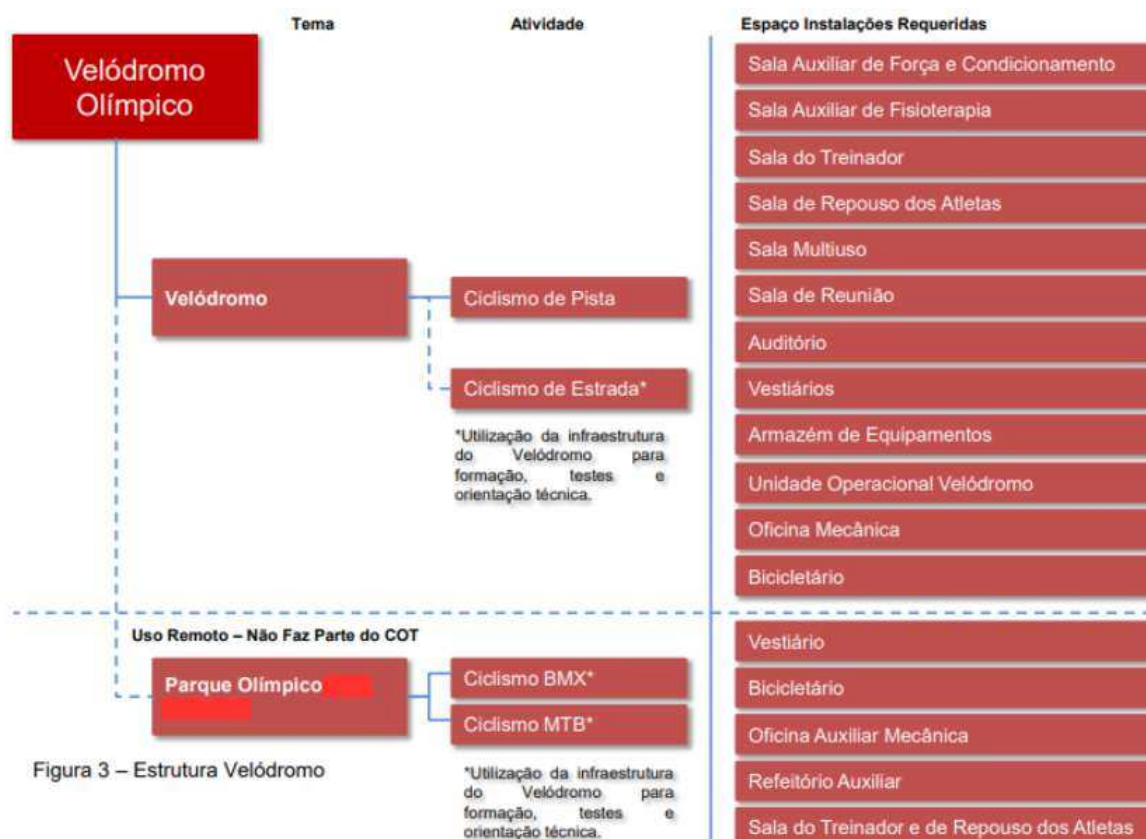 Tema
Atividade
Espaço Instalações Requeridas
Velódromo
Olímpico
Velódromo
Ciclismo de Pista
Ciclismo de Estrada*
*Utilização da infraestrutura
do Velódromo para
formação, testes e
orientação técnica.
Sala Auxiliar de Força e Condicionamento
Sala Auxiliar de Fisioterapia
Sala do Treinador
Sala de Repouso dos Atletas
Sala Multiuso
Sala de Reunião
Auditório
Vestiários
Armazém de Equipamentos
Unidade Operacional Velódromo
Oficina Mecânica
Bicicletário
Uso Remoto – Não Faz Parte do COT
Parque Olímpico
Ciclismo BMX*
Ciclismo MTB*
*Utilização da infraestrutura
do Velódromo para
formação, testes e
orientação técnica.
Vestiário
Bicicletário
Oficina Auxiliar Mecânica
Refeitório Auxiliar
Sala do Treinador e de Repouso dos Atletas
Figura 3 – Estrutura Velódromo